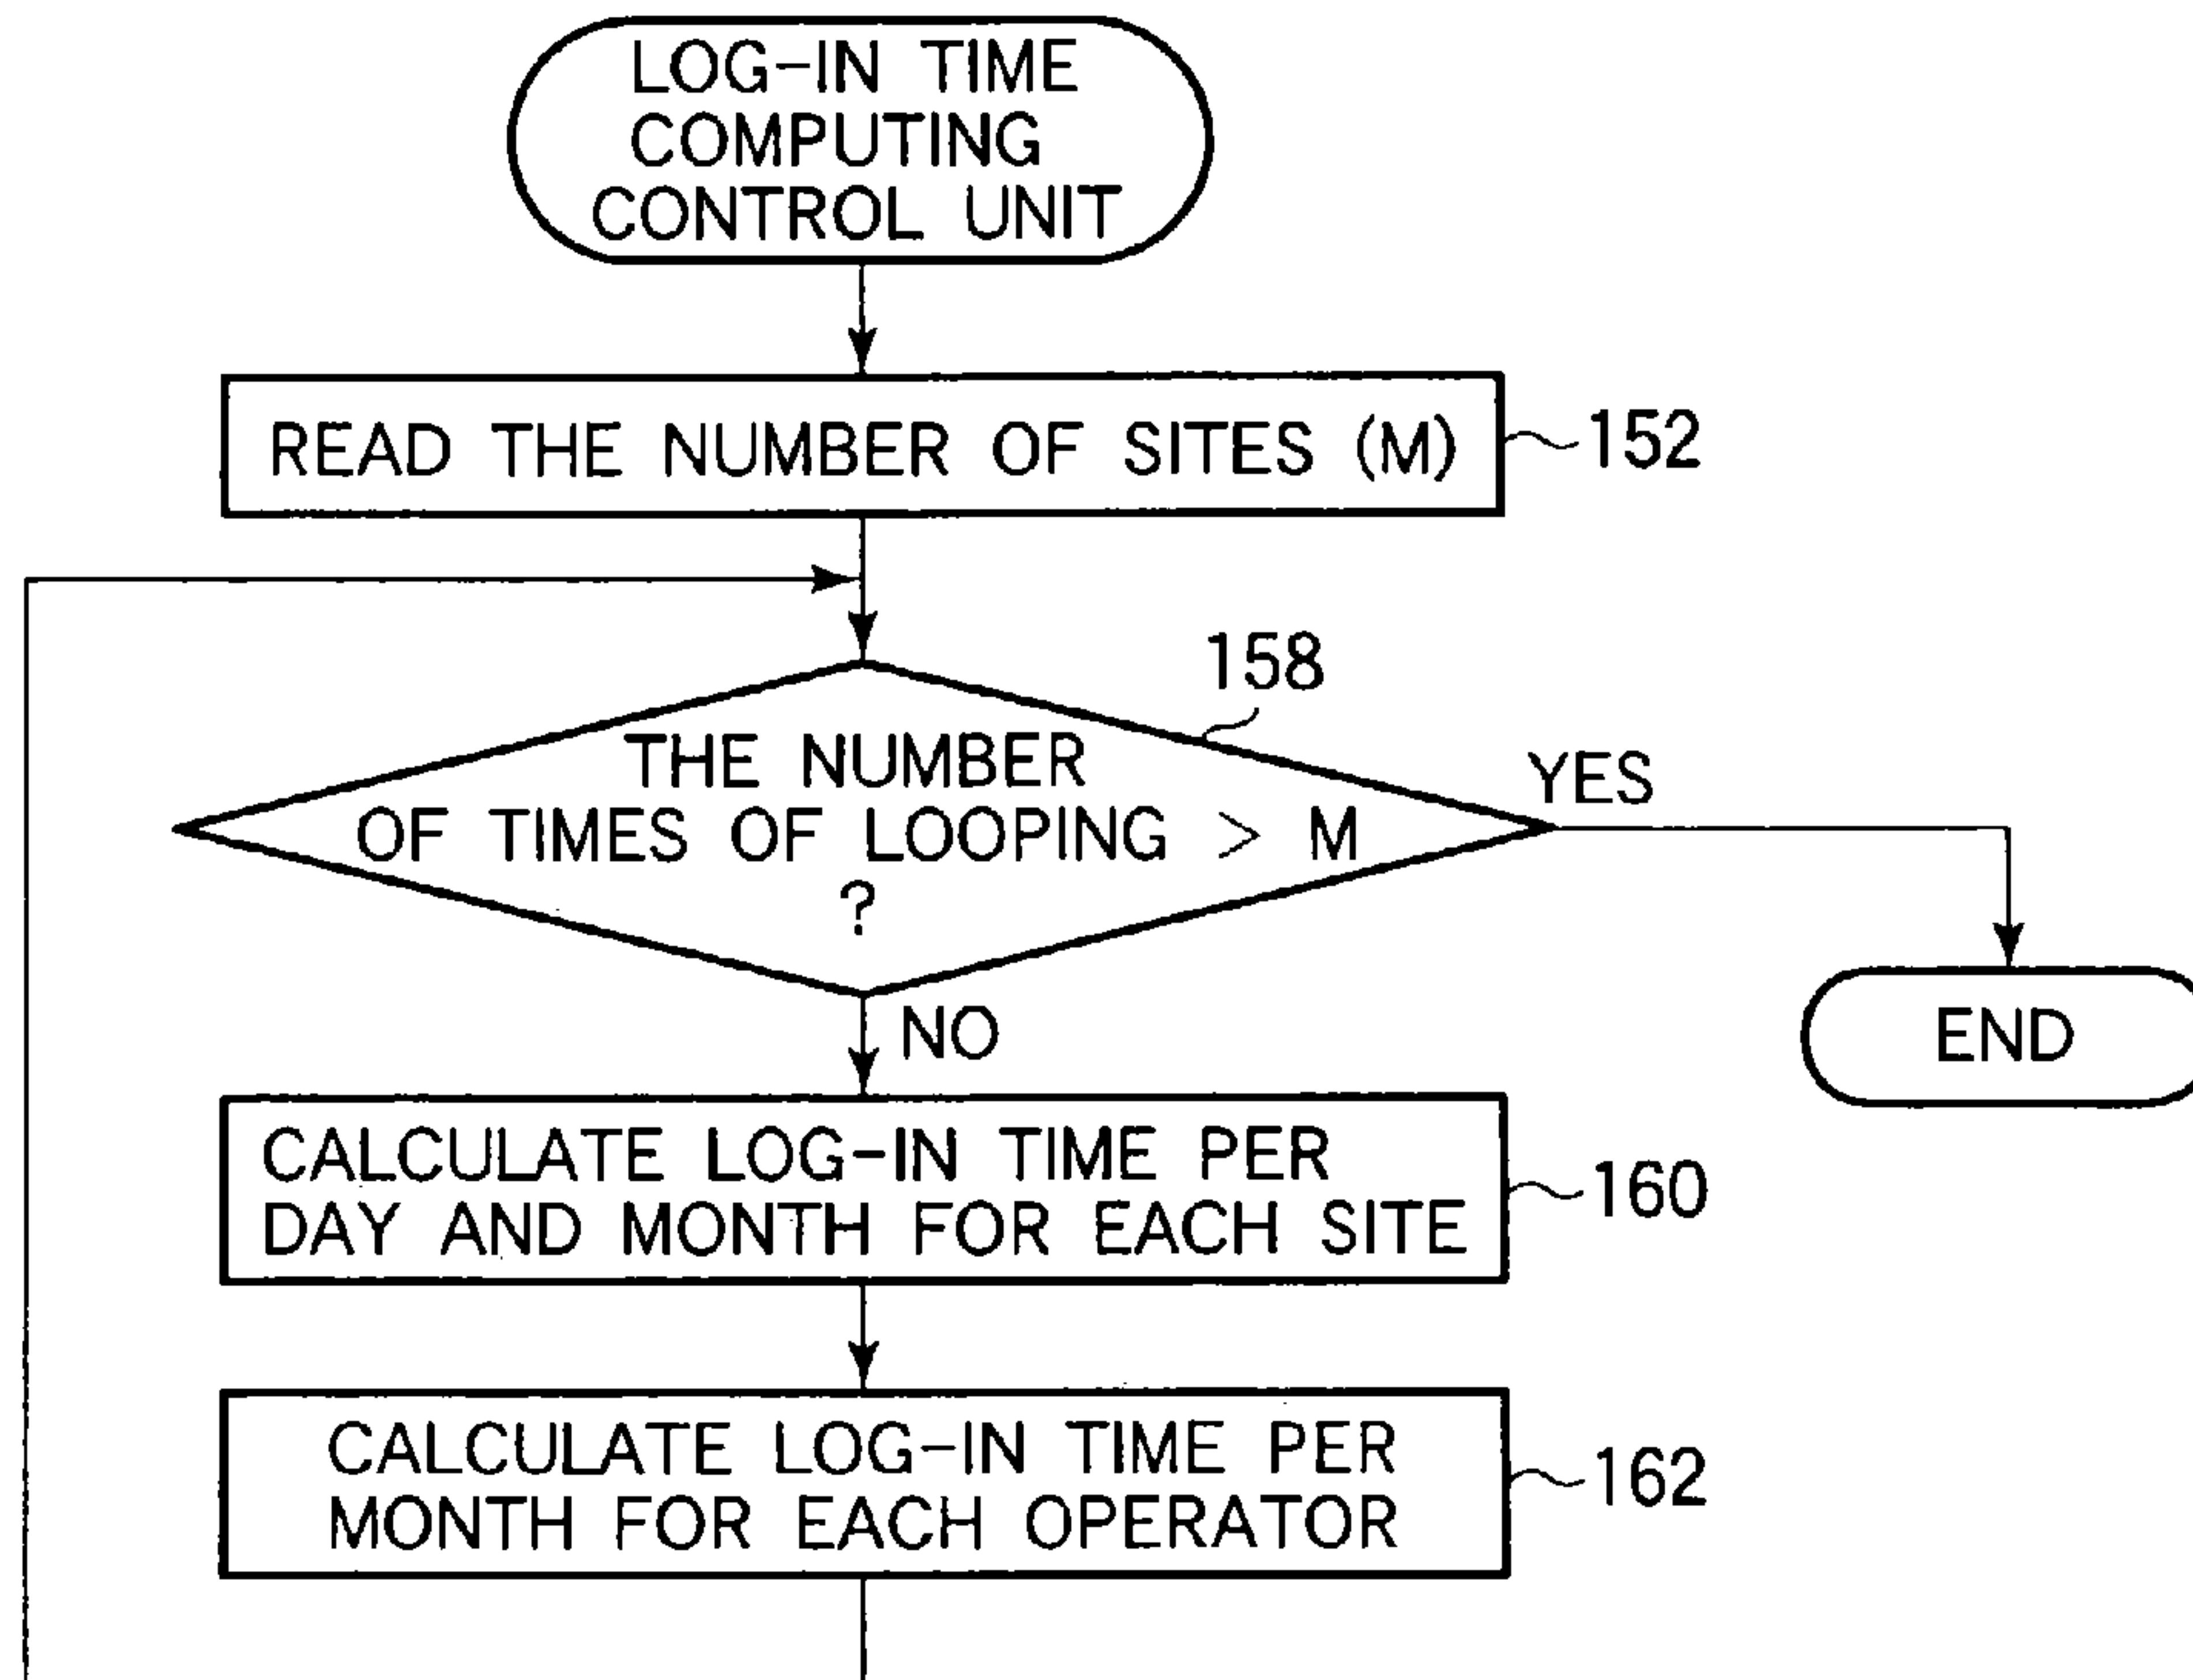 LOG-IN TIME
COMPUTING
CONTROL UNIT
READ THE NUMBER OF SITES (M)
152
158
THE NUMBER
OF TIMES OF LOOPING > M
?
YES
NO
END
CALCULATE LOG-IN TIME PER
DAY AND MONTH FOR EACH SITE
160
CALCULATE LOG-IN TIME PER
MONTH FOR EACH OPERATOR
162